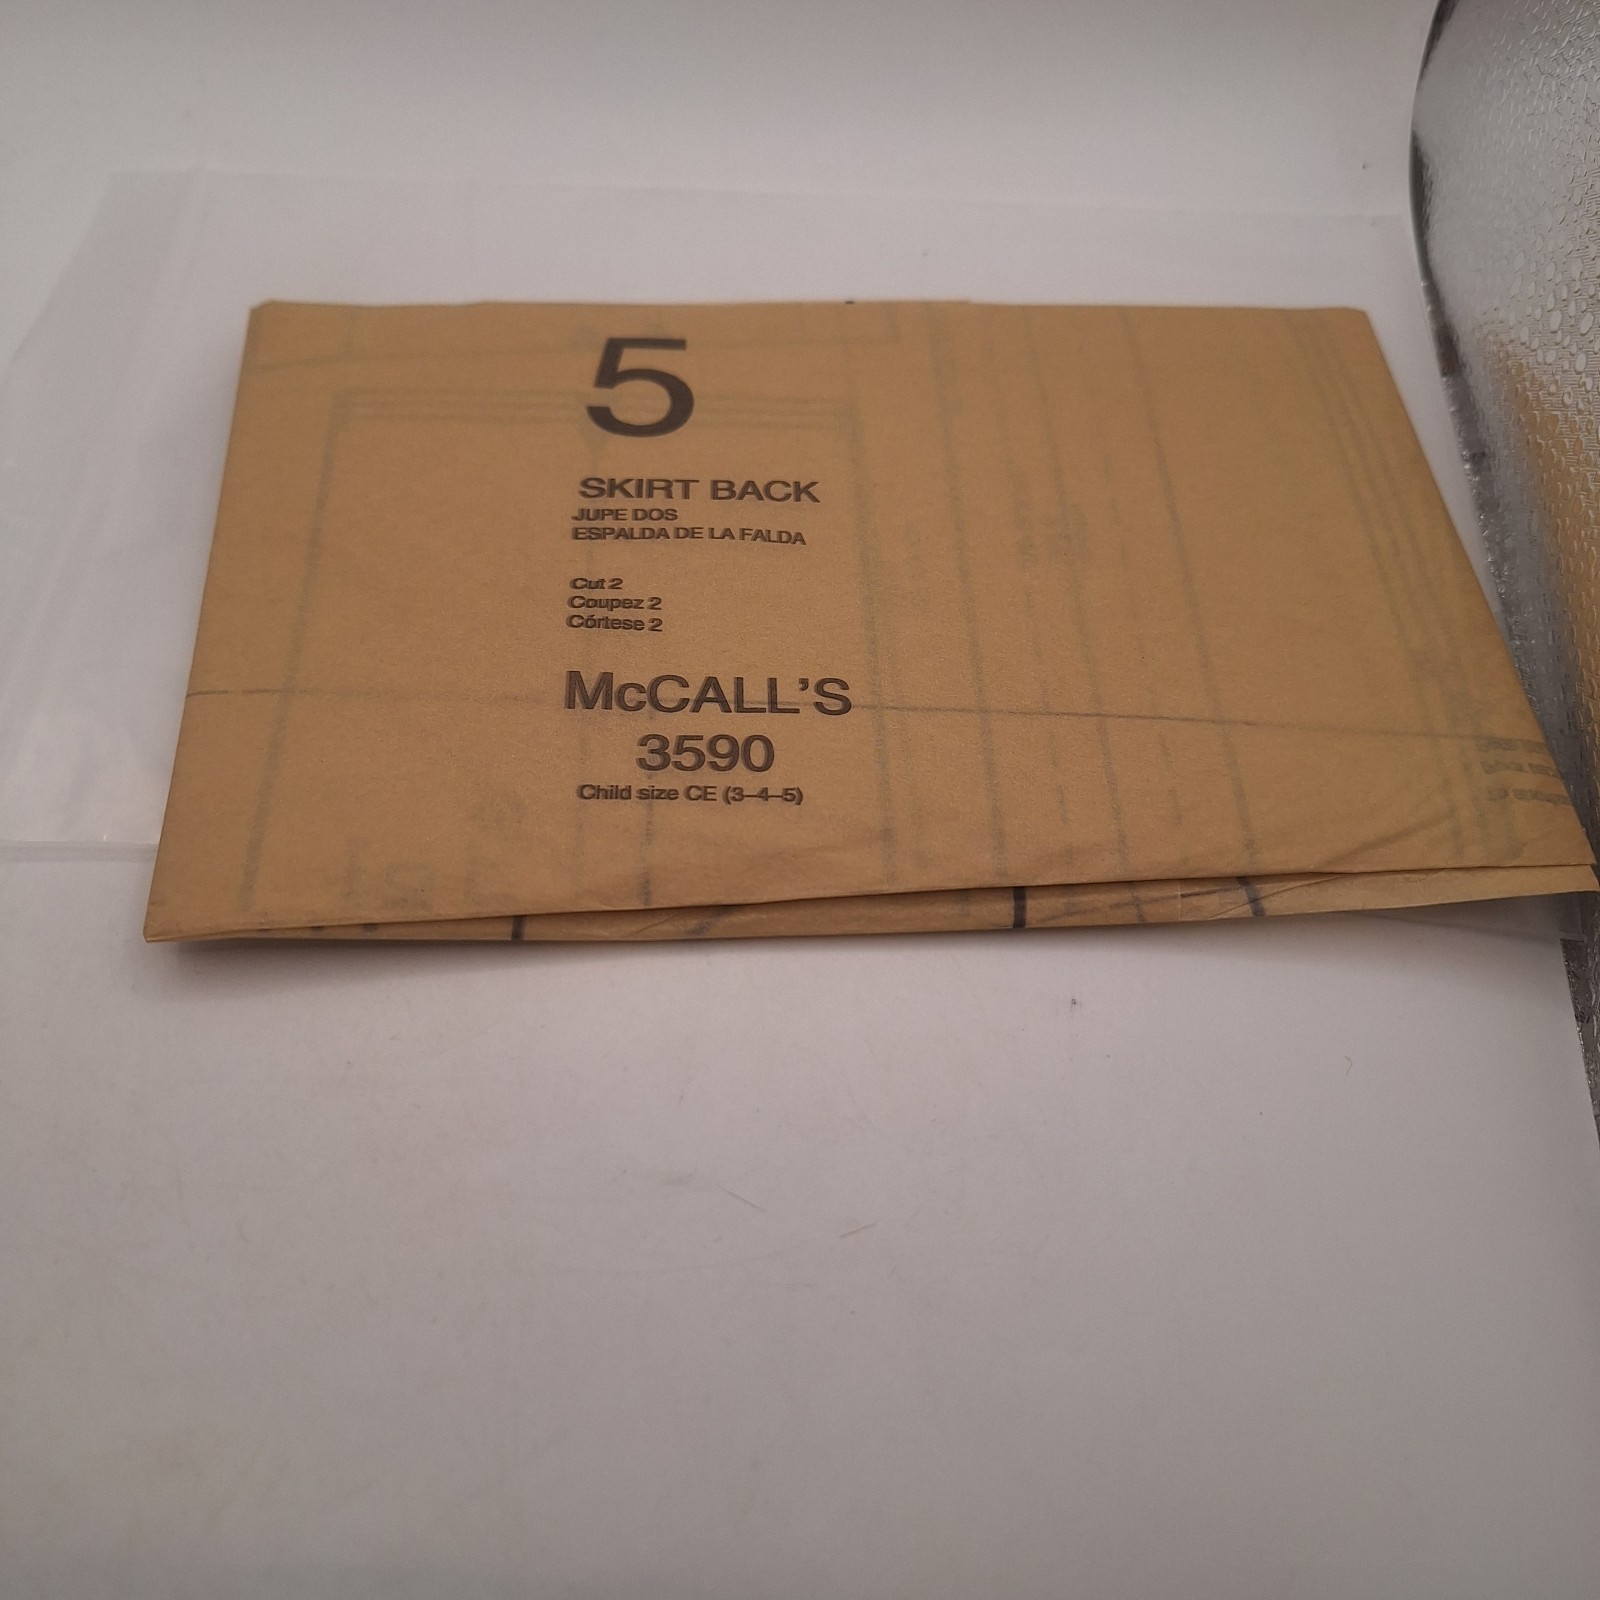 5
SKIRT BACK
JUPE DOS
ESPALDA DE LA FALDA
Cut 2
Coupez 2
Córtese 2
McCALL'S
3590
Child size CE (3–4–5)